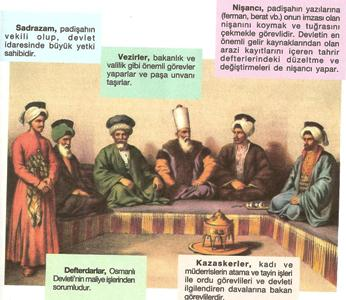 Sadrazam, padişahın
vekili olup, devlet
idaresinde büyük yetki
sahibidir.
Vezirler, bakanlık ve
valilik gibi önemli görevler
yaparlar ve paşa unvanı
taşırlar.
Nişancı, padişahın yazılarına
(ferman, berat vb.) onun imzası olan
nişanını koymak ve tuğrasını
çekmekle görevlidir. Devletin en
önemli gelir kaynaklarından olan
arazi kayıtlarını içeren tahrir
defterlerindeki düzeltme ve
değiştirmeleri de nişancı yapar.
Defterdarlar, Osmanlı
Devleti'nin maliye işlerinden
sorumludur.
Kazaskerler, kadı ve
müderrislerin atama ve tayin işleri
ile ordu görevlileri ve devleti
ilgilendiren davalarına bakan
görevlilerdir.